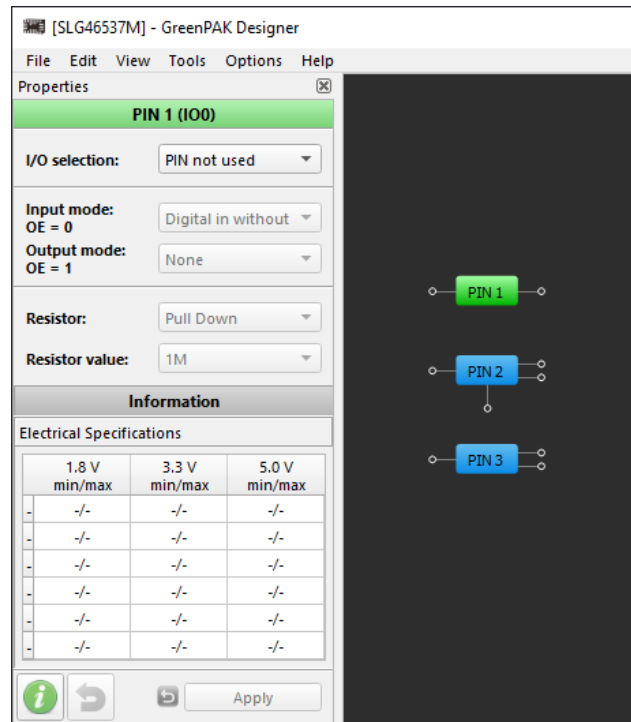 [SLG46537M] - GreenPAK Designer
File Edit View Tools Options Help
Properties
PIN 1 (IO0)
I/O selection: PIN not used
Input mode:
OE = 0
Digital in without
Output mode:
OE = 1
None
Resistor: Pull Down
Resistor value: 1M
Information
Electrical Specifications
1.8 V 3.3 V 5.0 V
min/max min/max min/max
- -/- -/- -/-
- -/- -/- -/-
- -/- -/- -/-
- -/- -/- -/-
- -/- -/- -/-
- -/- -/- -/-
Apply
PIN 1
PIN 2
PIN 3